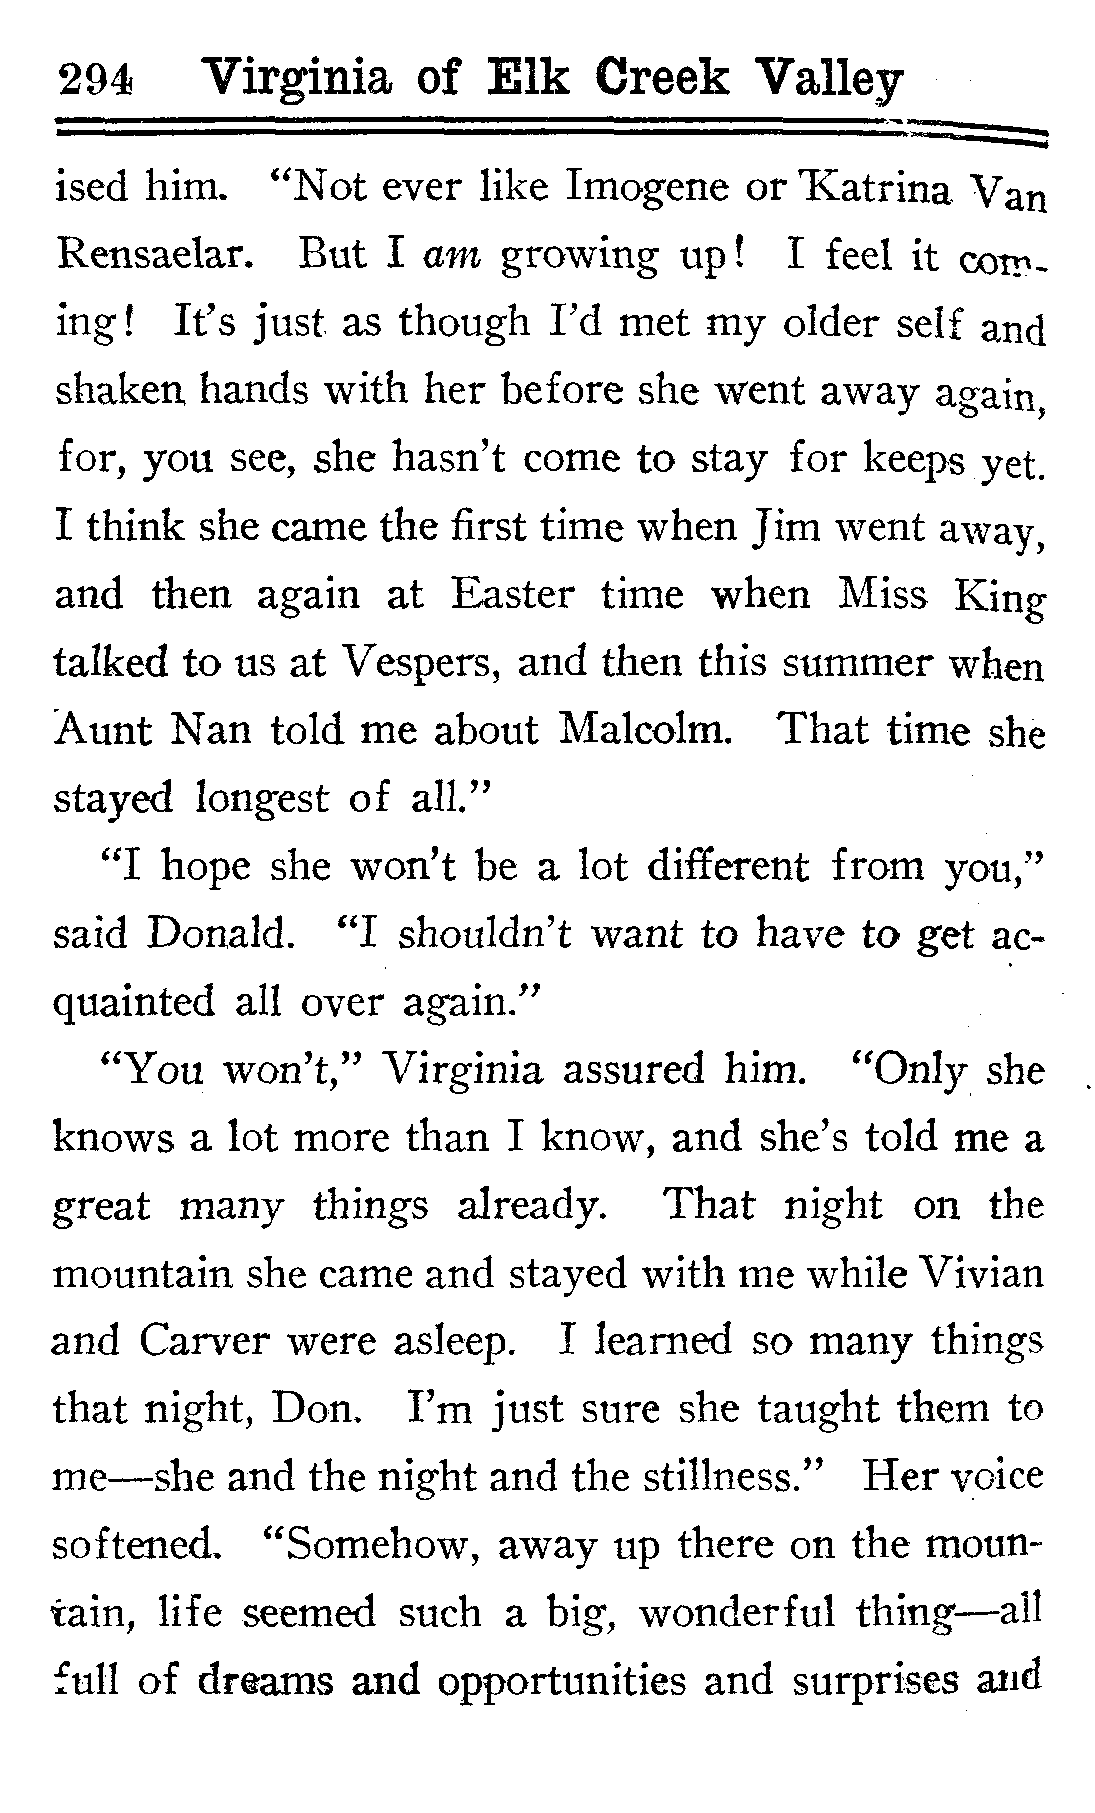 294 Virginia of Elk Creek Valley
ised him. “Not ever like Imogene or Katrina Van
Rensaelar. But I am growing up! I feel it com-
ing! It’s just as though I’d met my older self and
shaken hands with her before she went away again,
for, you see, she hasn’t come to stay for keeps yet.
I think she came the first time when Jim went away,
and then again at Easter time when Miss King
talked to us at Vespers, and then this summer when
Aunt Nan told me about Malcolm. That time she
stayed longest of all.”
“I hope she won’t be a lot different from you,”
said Donald. “I shouldn’t want to have to get ac-
quainted all over again.”
“You won’t,” Virginia assured him. “Only she
knows a lot more than I know, and she’s told me a
great many things already. That night on the
mountain she came and stayed with me while Vivian
and Carver were asleep. I learned so many things
that night, Don. I’m just sure she taught them to
me—she and the night and the stillness.” Her voice
softened. “Somehow, away up there on the moun-
tain, life seemed such a big, wonderful thing—all
full of dreams and opportunities and surprises and